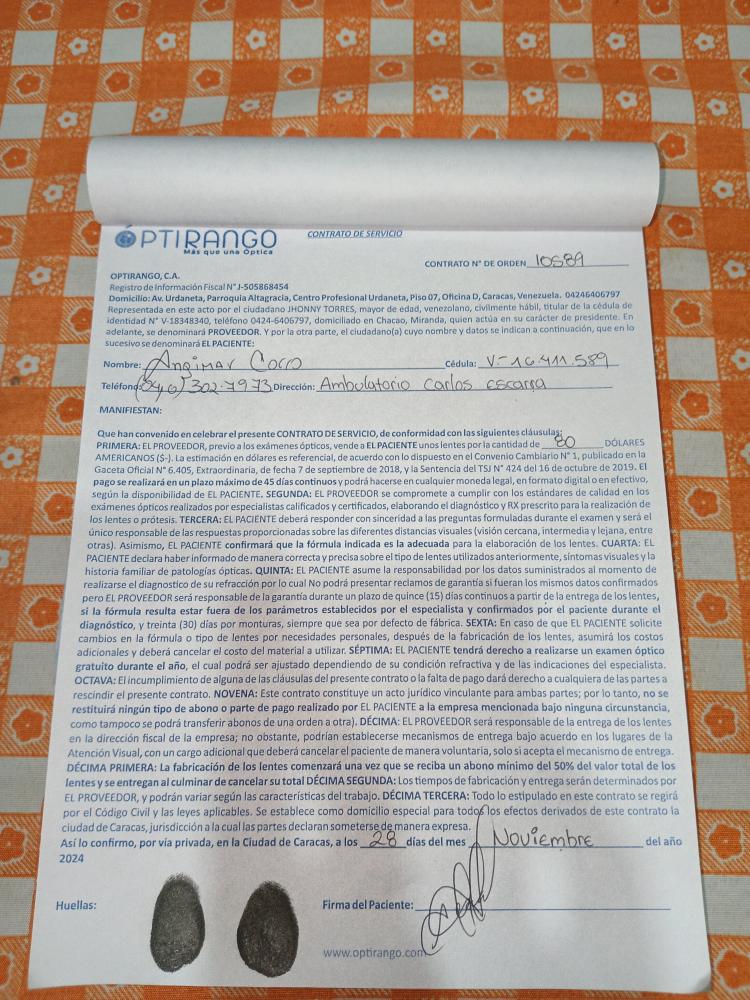 OPTIRANGO
Más que una Óptica
CONTRATO DE SERVICIO
CONTRATO N° DE ORDEN 10589
OPTIRANGO, C.A.
Registro de Información Fiscal N° J-505868454
Domicilio: Av. Urdaneta, Parroquia Altagracia, Centro Profesional Urdaneta, Piso 07, Oficina D, Caracas, Venezuela. 04246406797
Representada en este acto por el ciudadano JHONNY TORRES, mayor de edad, venezolano, civilmente hábil, titular de la cédula de
identidad N° V-18348340, teléfono 0424-6406797, domiciliado en Chacao, Miranda, quien actúa en su carácter de presidente. En
adelante, se denominará PROVEEDOR. Y por la otra parte, el ciudadano(a) cuyo nombre y datos se indican a continuación, que en lo
sucesivo se denominará EL PACIENTE:
Nombre: Angimar Coro Cédula: V-16.411.589
Teléfono: 302-7973 Dirección: Ambulatorio Carlos escarra
MANIFIESTAN:
Que han convenido en celebrar el presente CONTRATO DE SERVICIO, de conformidad con las siguientes cláusulas:
PRIMERA: EL PROVEEDOR, previo a los exámenes ópticos, vende a EL PACIENTE unos lentes por la cantidad de 80 DÓLARES
AMERICANOS ($-). La estimación en dólares es referencial, de acuerdo con lo dispuesto en el Convenio Cambiario N° 1, publicado en la
Gaceta Oficial N° 6.405, Extraordinaria, de fecha 7 de septiembre de 2018, y la Sentencia del TSJ N° 424 del 16 de octubre de 2019. El
pago se realizará en un plazo máximo de 45 días continuos y podrá hacerse en cualquier moneda legal, en formato digital o en efectivo,
según la disponibilidad de EL PACIENTE. SEGUNDA: EL PROVEEDOR se compromete a cumplir con los estándares de calidad en los
exámenes ópticos realizados por especialistas calificados y certificados, elaborando el diagnóstico y RX prescrito para la realización de
los lentes o prótesis. TERCERA: EL PACIENTE deberá responder con sinceridad a las preguntas formuladas durante el examen y será el
único responsable de las respuestas proporcionadas sobre las diferentes distancias visuales (visión cercana, intermedia y lejana, entre
otras). Asimismo, EL PACIENTE confirmará que la fórmula indicada es la adecuada para la elaboración de los lentes. CUARTA: EL
PACIENTE declara haber informado de manera correcta y precisa sobre el tipo de lentes utilizados anteriormente, síntomas visuales y la
historia familiar de patologías ópticas. QUINTA: EL PACIENTE asume la responsabilidad por los datos suministrados al momento de
realizarse el diagnostico de su refracción por lo cual No podrá presentar reclamos de garantía si fueran los mismos datos confirmados
pero EL PROVEEDOR será responsable de la garantía durante un plazo de quince (15) días continuos a partir de la entrega de los lentes,
si la fórmula resulta estar fuera de los parámetros establecidos por el especialista y confirmados por el paciente durante el
diagnóstico, y treinta (30) días por monturas, siempre que sea por defecto de fábrica. SEXTA: En caso de que EL PACIENTE solicite
cambios en la fórmula o tipo de lentes por necesidades personales, después de la fabricación de los lentes, asumirá los costos
adicionales y deberá cancelar el costo del material a utilizar. SÉPTIMA: EL PACIENTE tendrá derecho a realizarse un examen óptico
gratuito durante el año, el cual podrá ser ajustado dependiendo de su condición refractiva y de las indicaciones del especialista.
OCTAVA: El incumplimiento de alguna de las cláusulas del presente contrato o la falta de pago dará derecho a cualquiera de las partes a
rescindir el presente contrato. NOVENA: Este contrato constituye un acto jurídico vinculante para ambas partes; por lo tanto, no se
restituirá ningún tipo de abono o parte de pago realizado por EL PACIENTE a la empresa mencionada bajo ninguna circunstancia,
como tampoco se podrá transferir abonos de una orden a otra). DÉCIMA: EL PROVEEDOR será responsable de la entrega de los lentes
en la dirección fiscal de la empresa; no obstante, podrían establecerse mecanismos de entrega bajo acuerdo en los lugares de la
Atención Visual, con un cargo adicional que deberá cancelar el paciente de manera voluntaria, solo si acepta el mecanismo de entrega.
DÉCIMA PRIMERA: La fabricación de los lentes comenzará una vez que se reciba un abono mínimo del 50% del valor total de los
lentes y se entregan al culminar de cancelar su total DÉCIMA SEGUNDA: Los tiempos de fabricación y entrega serán determinados por
EL PROVEEDOR, y podrán variar según las características del trabajo. DÉCIMA TERCERA: Todo lo estipulado en este contrato se regirá
por el Código Civil y las leyes aplicables. Se establece como domicilio especial para todos los efectos derivados de este contrato la
ciudad de Caracas, jurisdicción a la cual las partes declaran someterse de manera expresa.
Así lo confirmo, por vía privada, en la Ciudad de Caracas, a los 28 días del mes Noviembre del año
2024
Huellas:
Firma del Paciente:
www.optirango.com